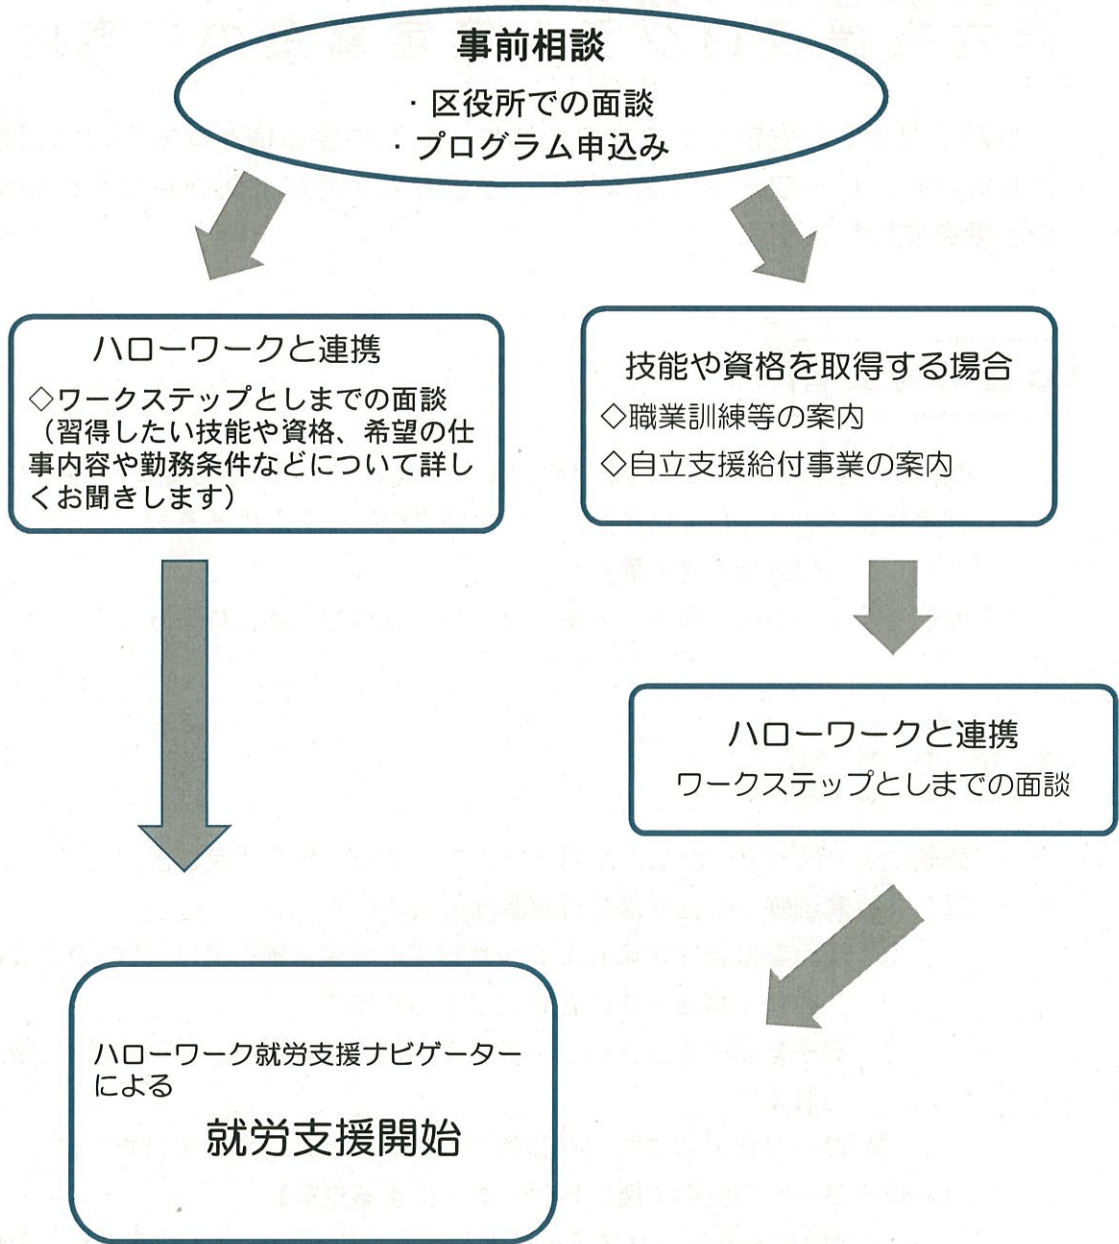 事前相談
・区役所での面談
・プログラム申込み
ハローワークと連携
◇ワークステップとしまでの面談
（習得したい技能や資格、希望の仕
事内容や勤務条件などについて詳し
くお聞きします）
技能や資格を取得する場合
◇職業訓練等の案内
◇自立支援給付事業の案内
ハローワークと連携
ワークステップとしまでの面談
ハローワーク就労支援ナビゲーター
による
就労支援開始